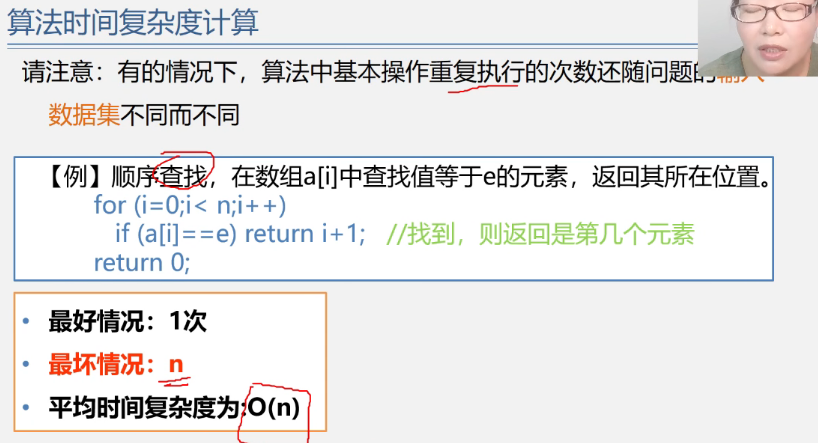 算法时间复杂度计算
请注意：有的情况下，算法中基本操作重复执行的次数还随问题的输入
数据集不同而不同
【例】顺序查找，在数组a[i]中查找值等于e的元素，返回其所在位置。
for (i=0;i< n;i++)
if (a[i]==e) return i+1; //找到，则返回是第几个元素
return 0;
• 最好情况：1次
• 最坏情况：n
• 平均时间复杂度为:O(n)